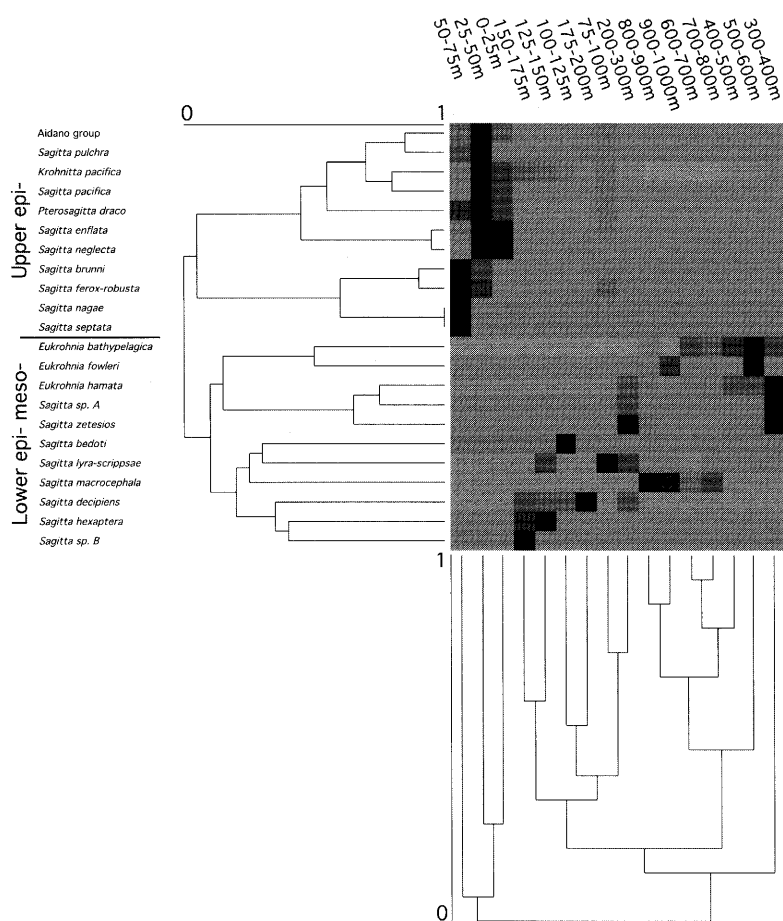 50-75m
25-50m
0-25m
150-175m
125-150m
100-125m
175-200m
75-100m
200-300m
800-900m
900-1000m
600-700m
700-800m
400-500m
500-600m
300-400m
0 1
Upper epi-
Aidano group
Sagitta pulchra
Krohnitta pacifica
Sagitta pacifica
Pterosagitta draco
Sagitta enflata
Sagitta neglecta
Sagitta brunni
Sagitta ferox-robusta
Sagitta nagae
Sagitta septata
Lower epi- meso-
Eukrohnia bathypelagica
Eukrohnia fowleri
Eukrohnia hamata
Sagitta sp. A
Sagitta zetesios
Sagitta bedoti
Sagitta lyra-scrippsae
Sagitta macrocephala
Sagitta decipiens
Sagitta hexaptera
Sagitta sp. B
1
0